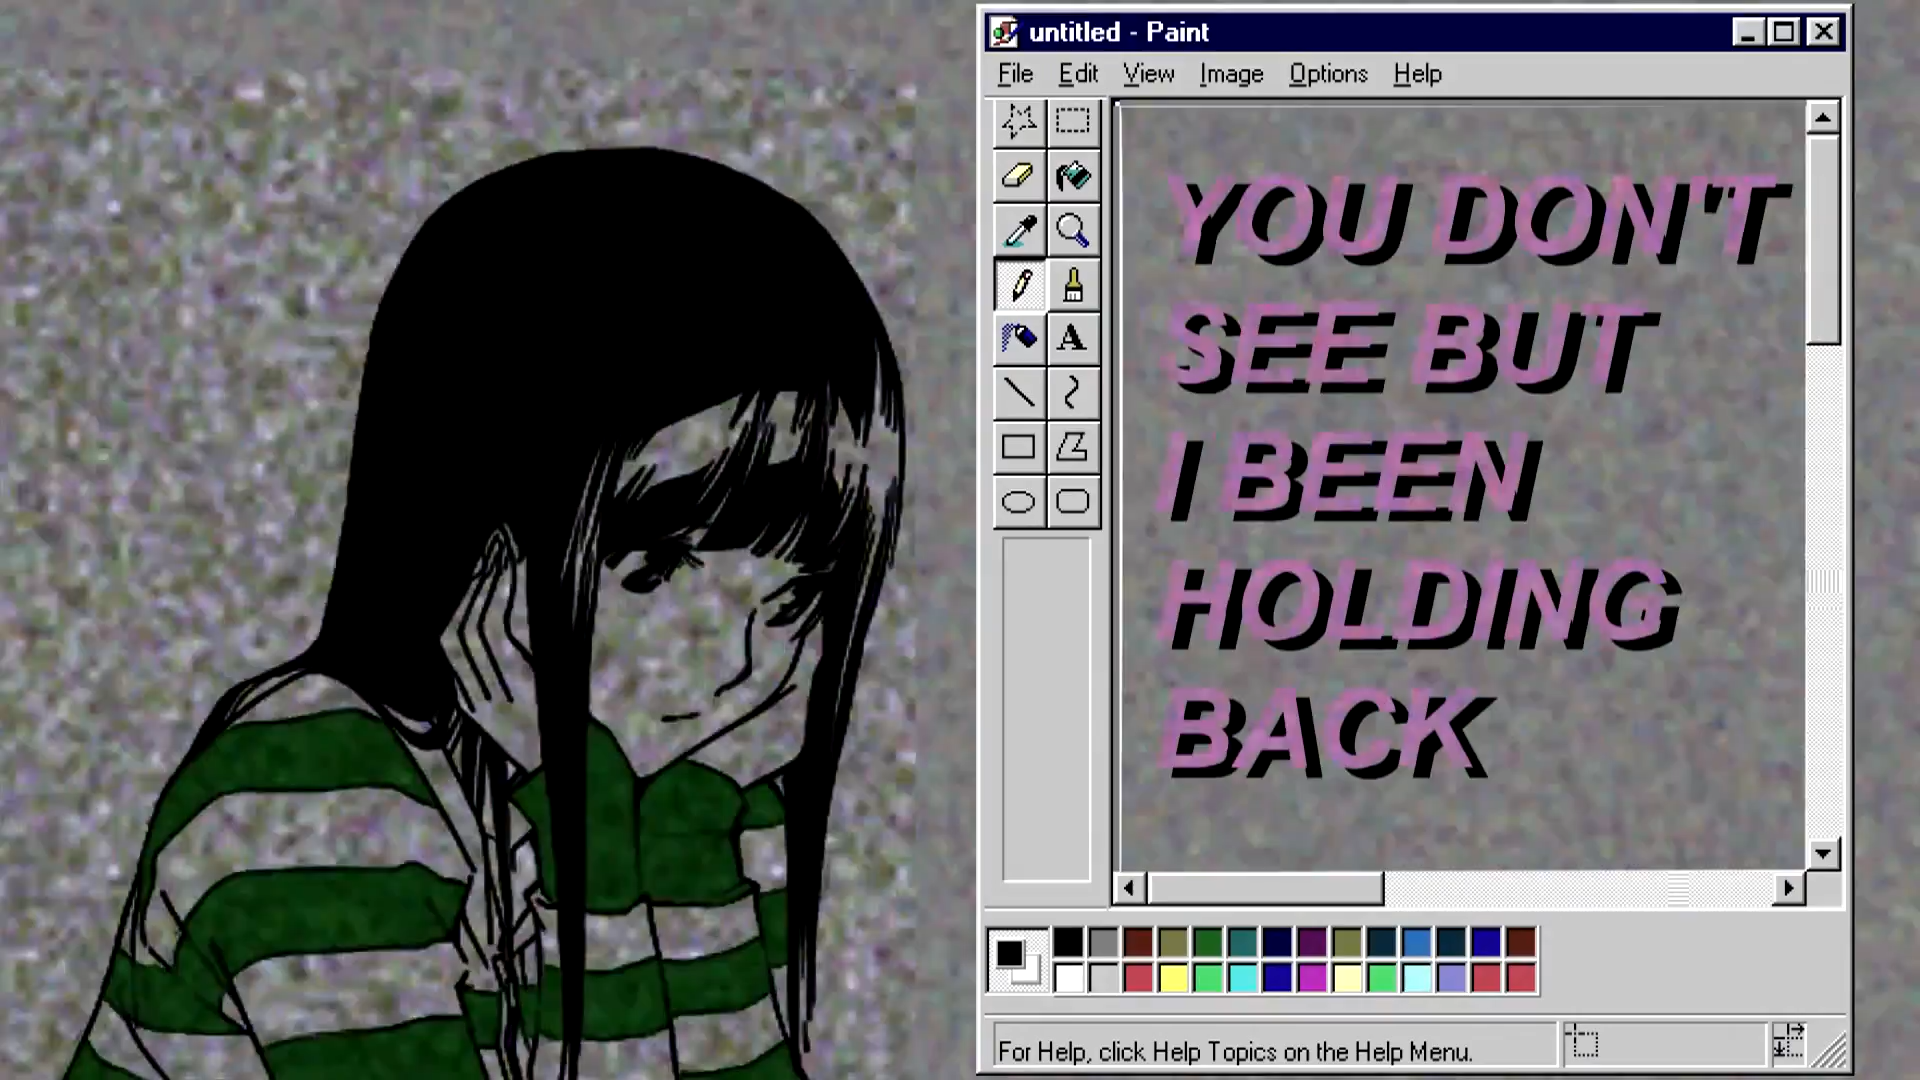 untitled - Paint
File Edit View Image Options Help
A
YOU DON'T
SEE BUT
I BEEN
HOLDING
BACK
For Help, click Help Topics on the Help Menu.